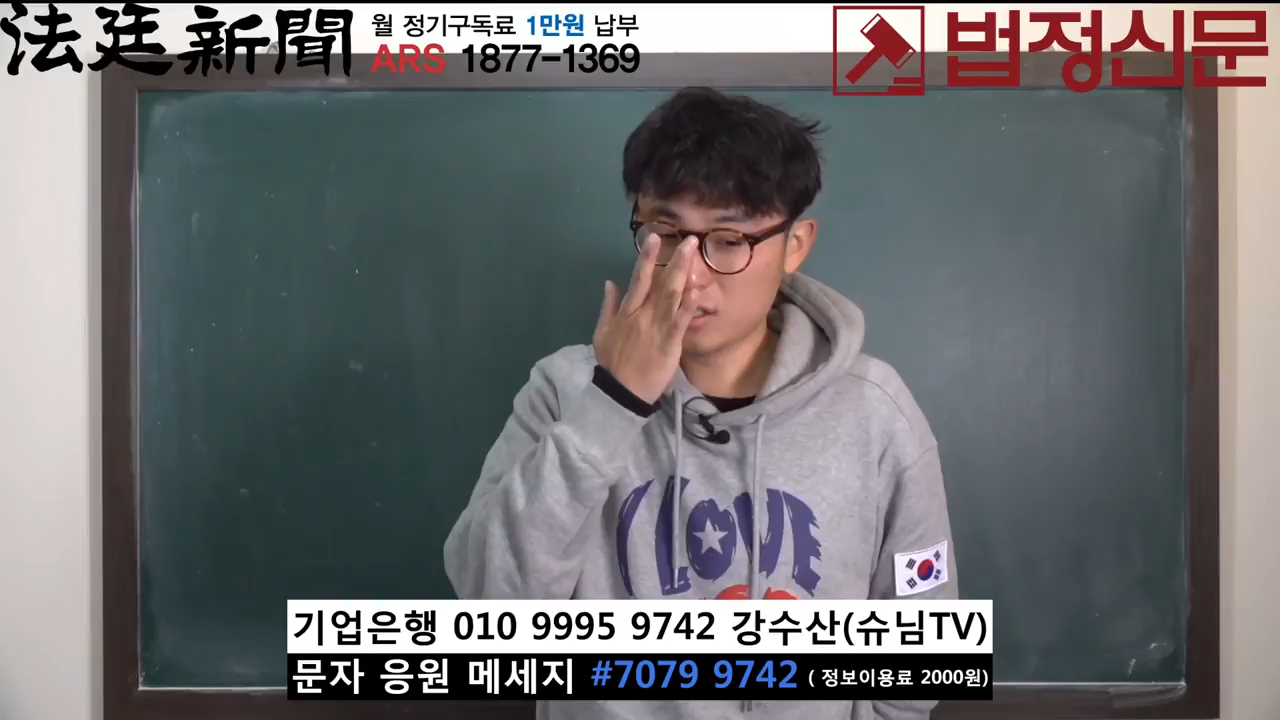 法廷新聞
월 정기구독료 1만원 납부
ARS 1877-1369
법정신문
I LOVE
기업은행 010 9995 9742 강수산(슈님TV)
문자 응원 메세지 #7079 9742 ( 정보이용료 2000원)